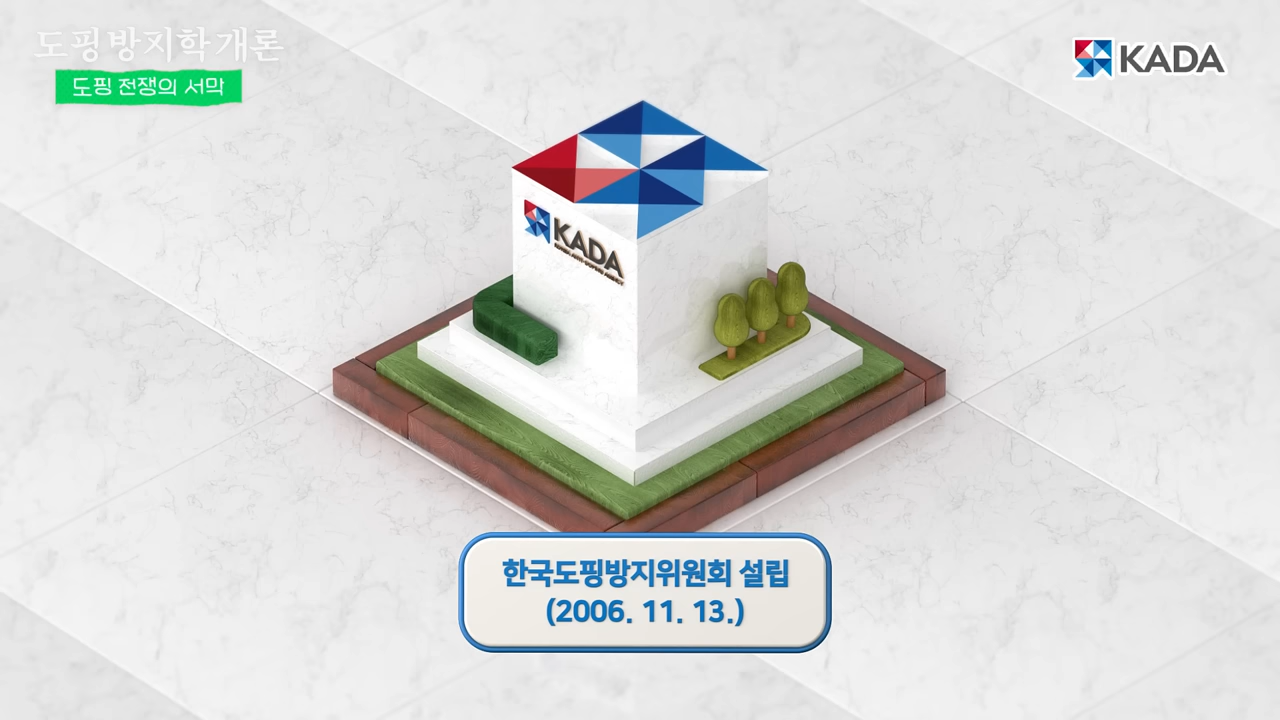 도핑방지학개론
도핑 전쟁의 서막
KADA
KADA
한국도핑방지위원회 설립
(2006. 11. 13.)